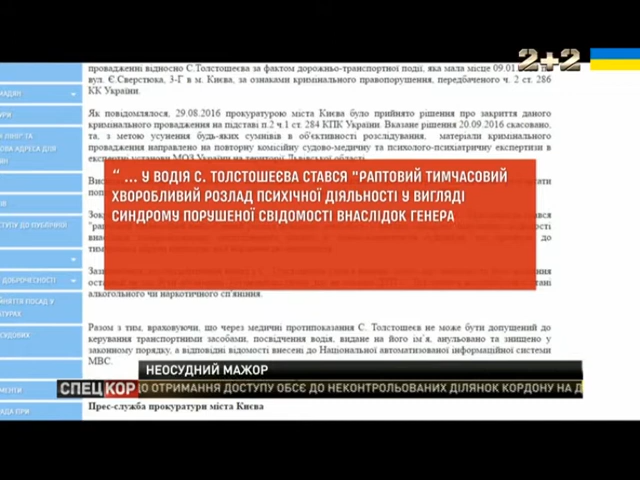 2+2
провадженні відносно С.Толстошеєва за фактом дорожньо-транспортної події, яка мала місце 09.01
вул. Є.Сверстюка, 3-Г в м. Києва, за ознаками кримінального правопорушення, передбаченого ч. 2 ст. 286
КК України.
Як повідомлялося, 29.08.2016 прокуратурою міста Києву було прийнято рішення про закриття даного
кримінального провадження на підставі п.2 ч.1 ст. 284 КПК України. Вказане рішення 20.09.2016 скасовано,
та, з метою усунення будь-яких сумнівів в об'єктивності розслідування, матеріали кримінального
провадження направлено на повторну комісійну судово-медичну та психолого-психіатричну експертизи в
експертні установи МОЗ України на території Львівської області.
“ ... У ВОДІЯ С. ТОЛСТОШЕЄВА СТАВСЯ "РАПТОВИЙ ТИМЧАСОВИЙ
ХВОРОБЛИВИЙ РОЗЛАД ПСИХІЧНОЇ ДІЯЛЬНОСТІ У ВИГЛЯДІ
СИНДРОМУ ПОРУШЕНОЇ СВІДОМОСТІ ВНАСЛІДОК ГЕНЕРА
алкогольного чи наркотичного сп'яніння.
Разом з тим, враховуючи, що через медичні протипоказання С. Толстошеєв не може бути допущений до
керування транспортними засобами, посвідчення водія, видане на його ім'я, анульовано та знищено у
законному порядку, а відповідні відомості внесені до Національної автоматизованої інформаційної системи
МВС.
НЕОСУДНИЙ МАЖОР
СПЕЦКОР
ДО ОТРИМАННЯ ДОСТУПУ ОБСЄ ДО НЕКОНТРОЛЬОВАНИХ ДІЛЯНОК КОРДОНУ НА Д
Прес-служба прокуратури міста Києва